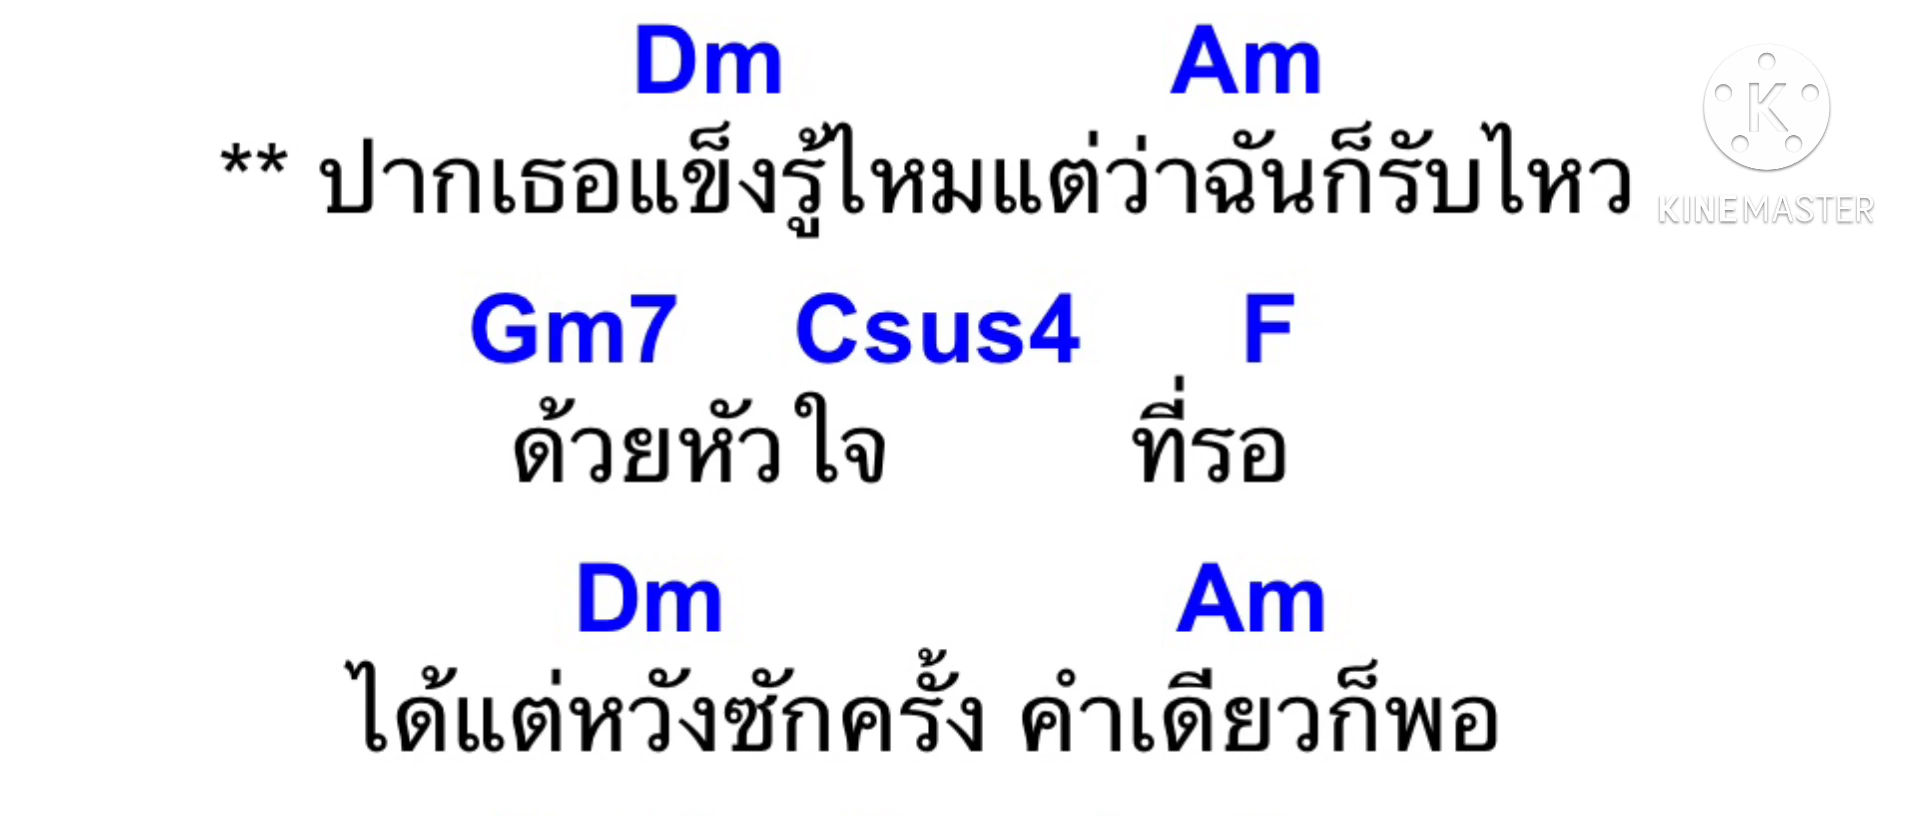 Dm Am
** ปากเธอแข็งรู้ไหมแต่ว่าฉันก็รับไหว
KINEMASTER
Gm7 Csus4 F
ด้วยหัวใจ ที่รอ
Dm Am
ได้แต่หวังซักครั้ง คำเดียวก็พอ